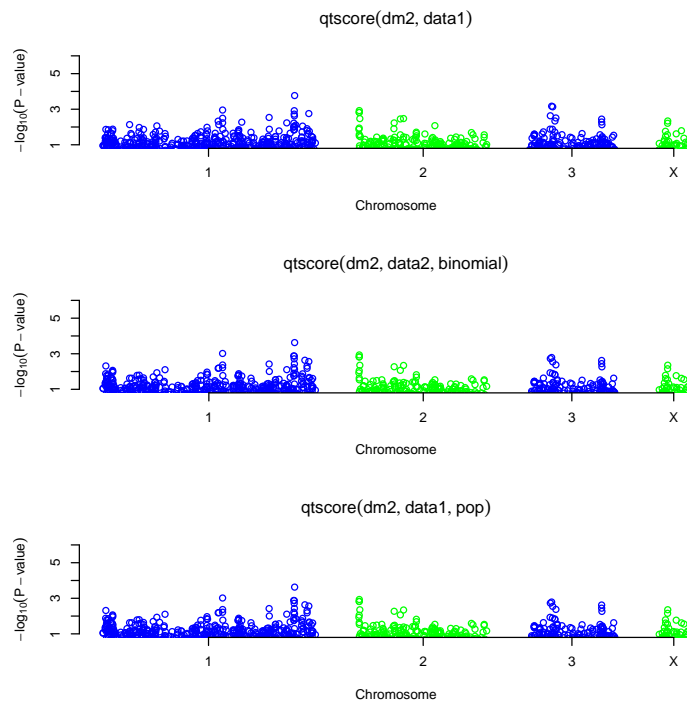 qtscore(dm2, data1)
−log10(P − value)
5
3
1
1 2 3 X
Chromosome
qtscore(dm2, data2, binomial)
−log10(P − value)
5
3
1
1 2 3 X
Chromosome
qtscore(dm2, data1, pop)
−log10(P − value)
5
3
1
1 2 3 X
Chromosome